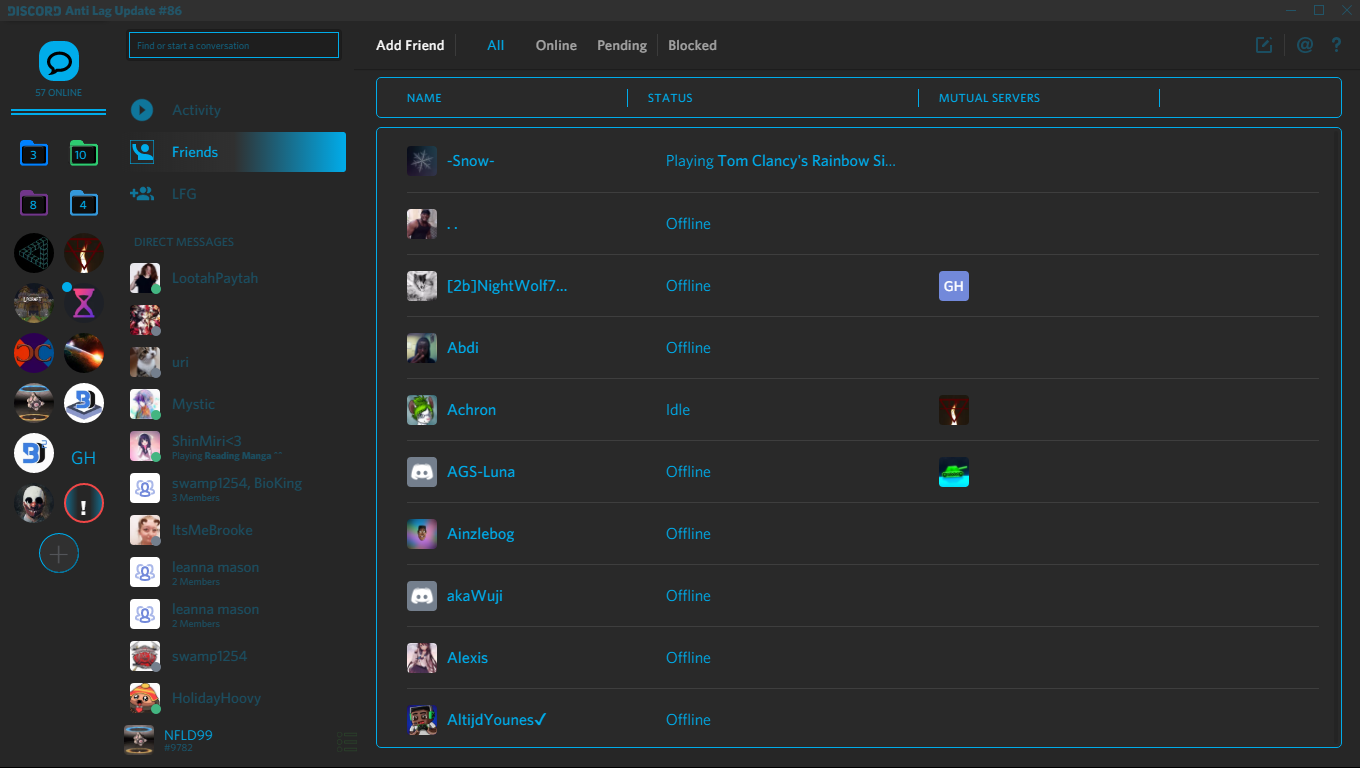 DISCORD Anti Lag Update #86
Find or start a conversation
57 ONLINE
3
10
8
4
GH
Activity
Friends
LFG
DIRECT MESSAGES
LootahPaytah
uri
Mystic
ShinMiri<3
Playing Reading Manga ^^
swamp1254, BioKing
3 Members
ItsMeBrooke
leanna mason
2 Members
leanna mason
2 Members
swamp1254
HolidayHoovy
NFLD99
#9782
Add Friend All Online Pending Blocked
@ ?
NAME STATUS MUTUAL SERVERS
-Snow- Playing Tom Clancy's Rainbow Si...
. . Offline
[2b]NightWolf7... Offline GH
Abdi Offline
Achron Idle
AGS-Luna Offline
Ainzlebog Offline
akaWuji Offline
Alexis Offline
AltijdYounes✓ Offline